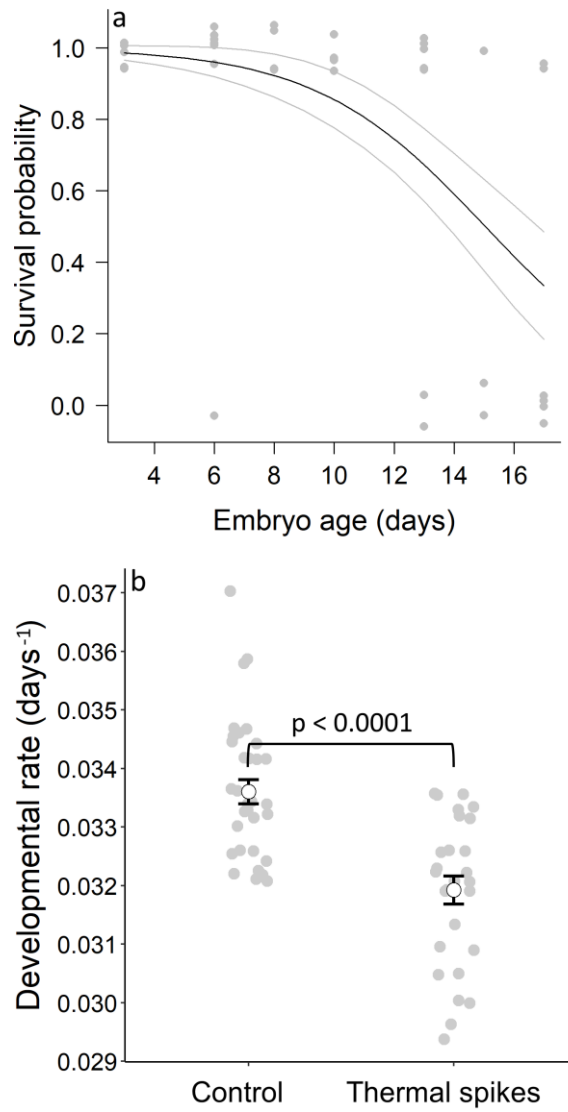 a
1.0
0.8
0.6
0.4
0.2
0.0
Survival probability
4 6 8 10 12 14 16
Embryo age (days)
b
0.037
0.036
0.035
0.034
0.033
0.032
0.031
0.030
0.029
Developmental rate (days⁻¹)
p < 0.0001
Control Thermal spikes